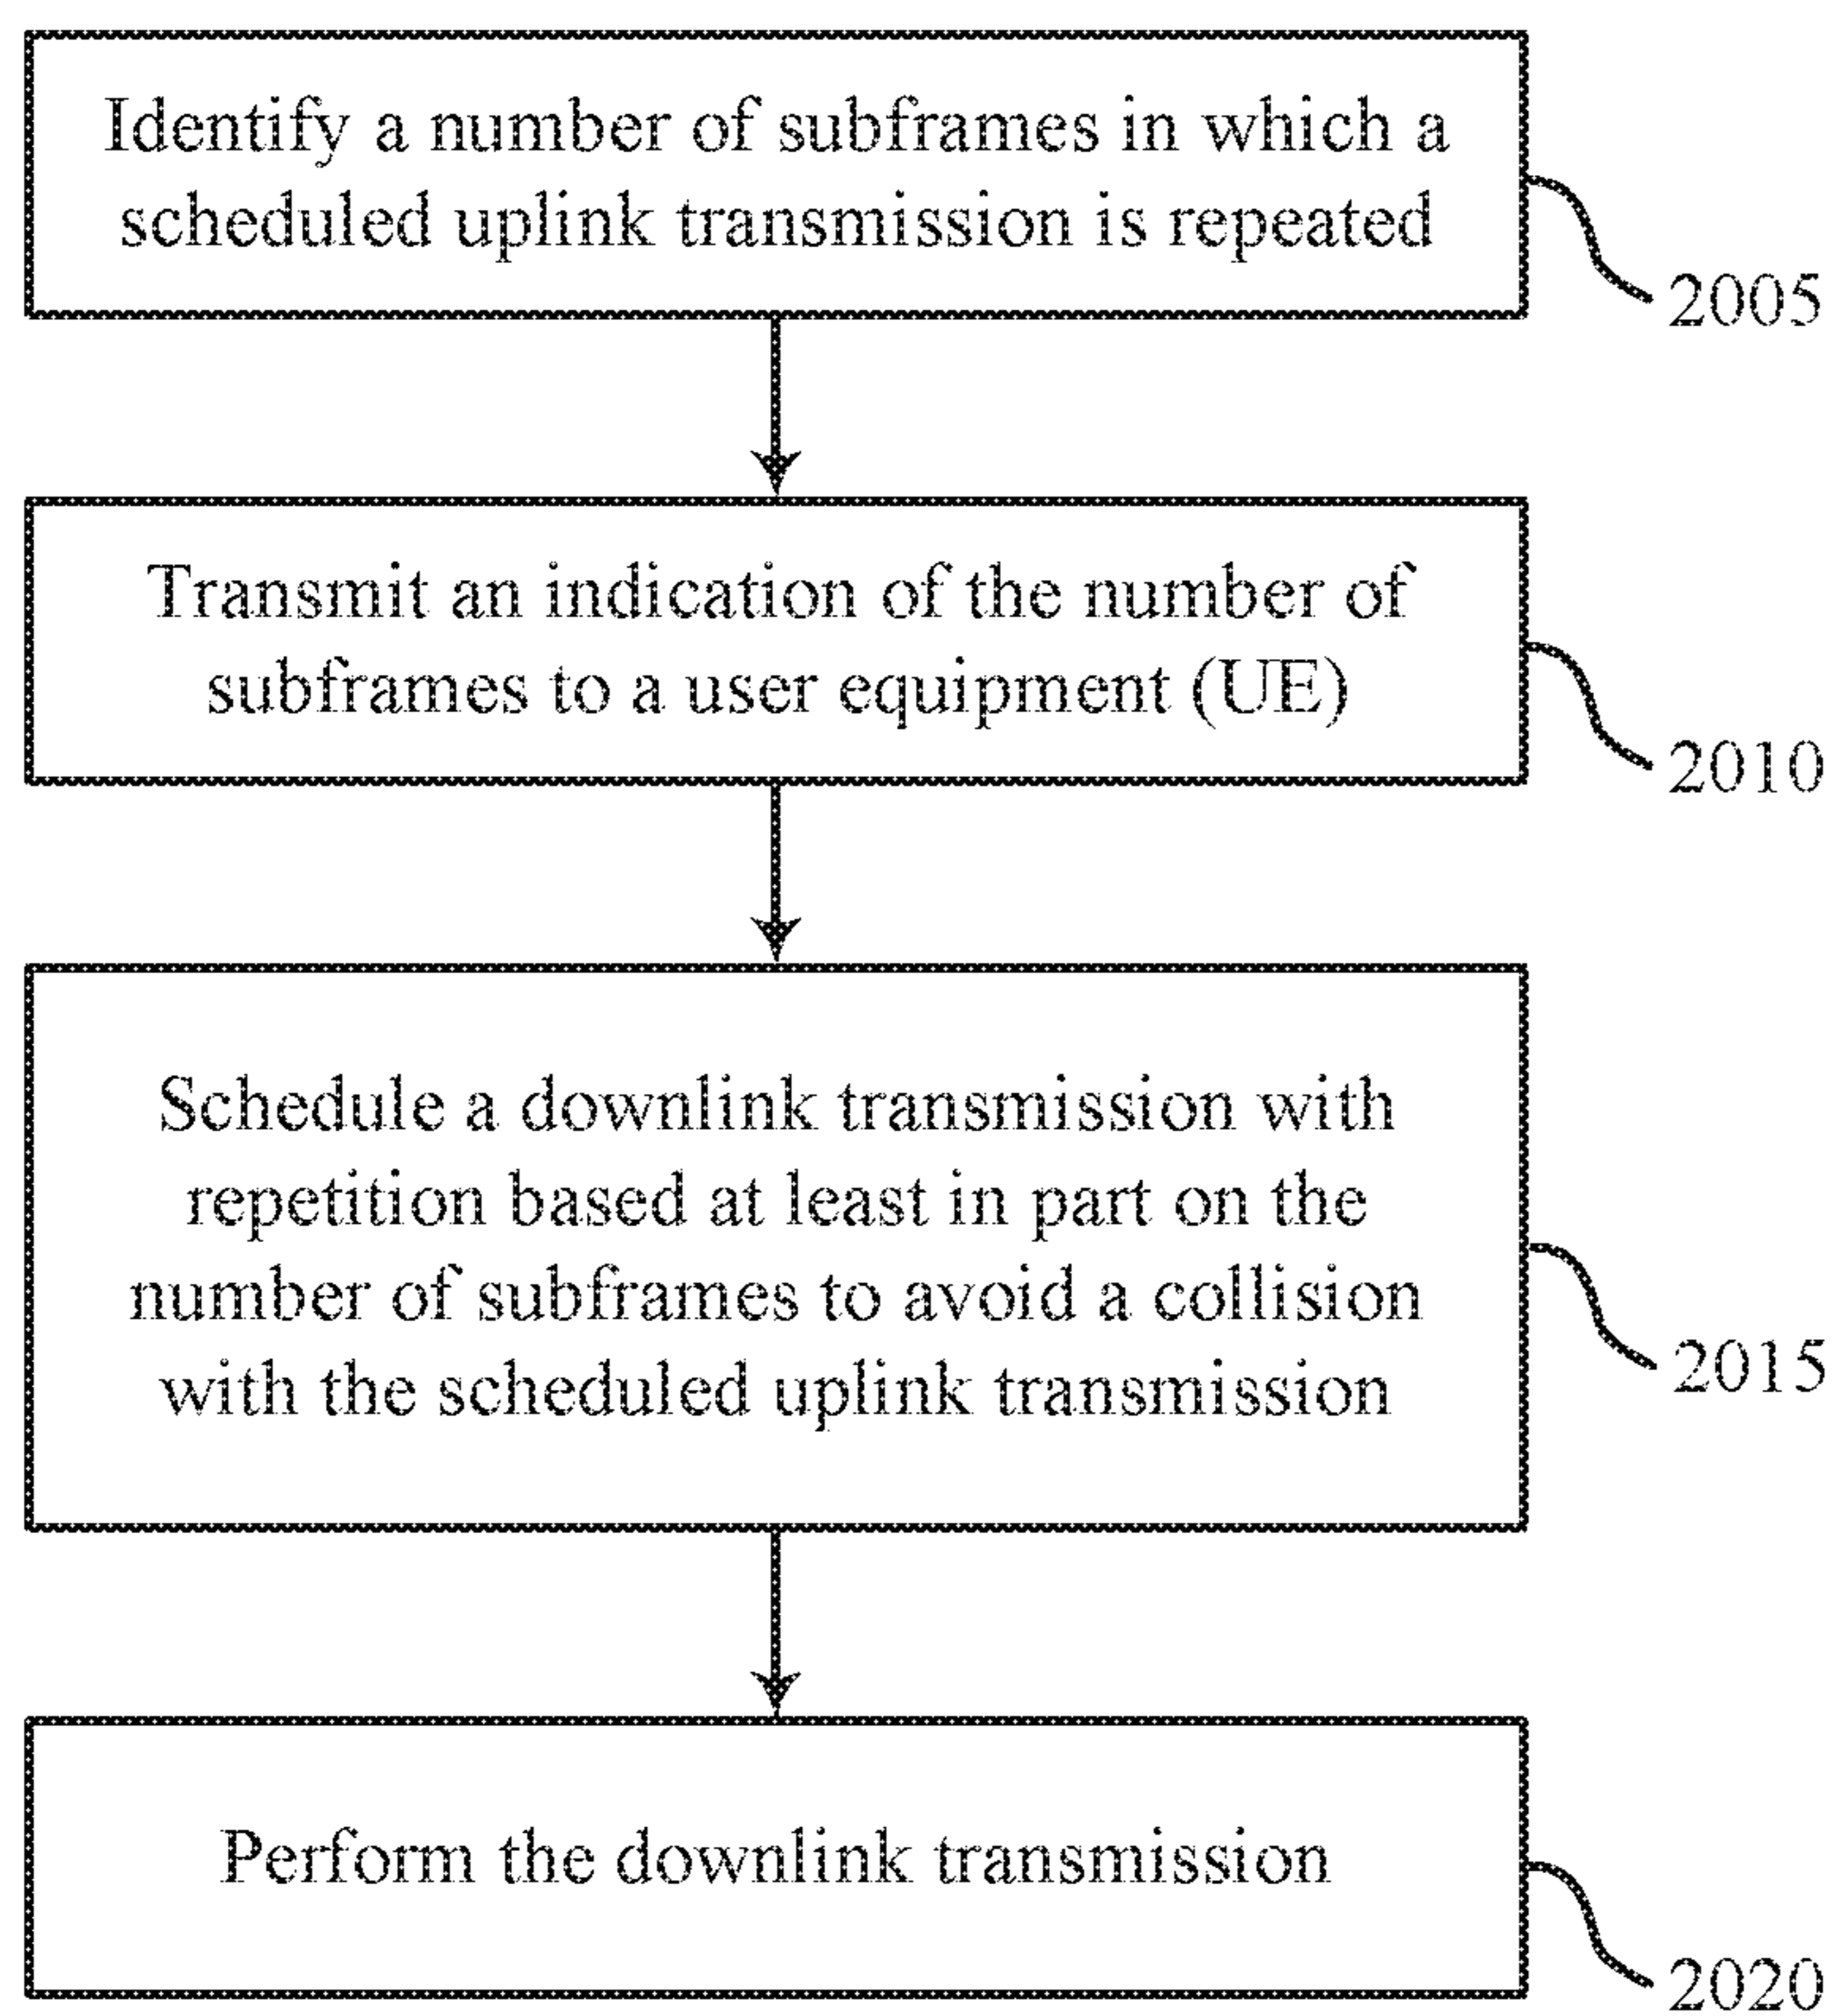 Identify a number of subframes in which a
scheduled uplink transmission is repeated
2005
Transmit an indication of the number of
subframes to a user equipment (UE)
2010
Schedule a downlink transmission with
repetition based at least in part on the
number of subframes to avoid a collision
with the scheduled uplink transmission
2015
Perform the downlink transmission
2020